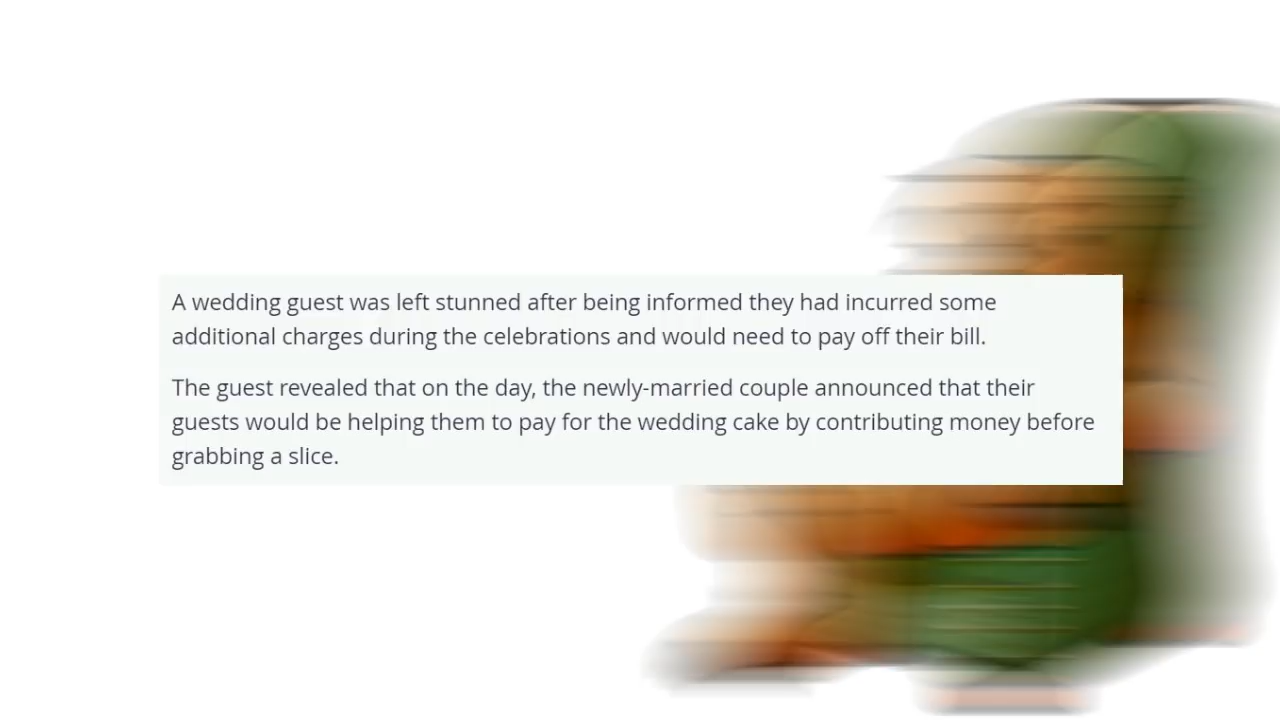 A wedding guest was left stunned after being informed they had incurred some
additional charges during the celebrations and would need to pay off their bill.
The guest revealed that on the day, the newly-married couple announced that their
guests would be helping them to pay for the wedding cake by contributing money before
grabbing a slice.